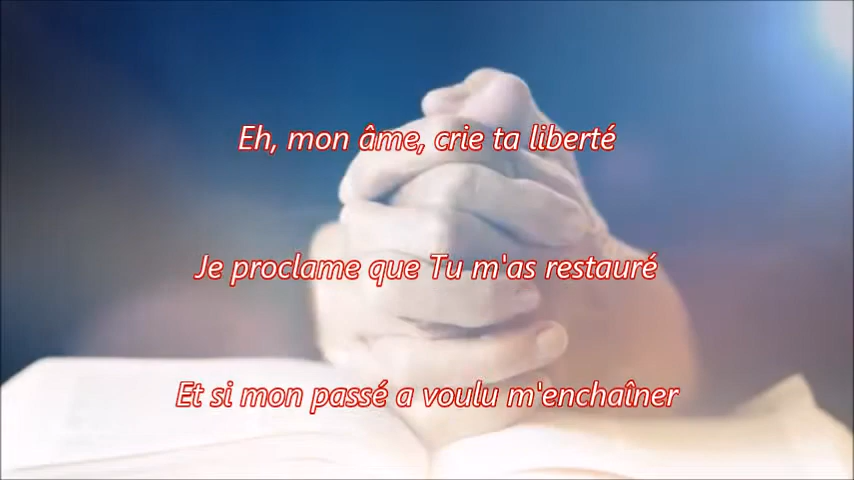 Eh, mon âme, crie ta liberté
Je proclame que Tu m'as restauré
Et si mon passé a voulu m'enchaîner